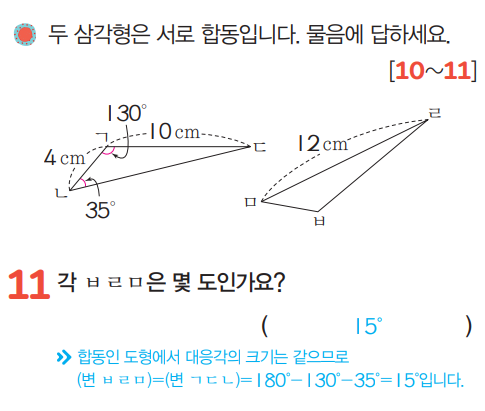 두 삼각형은 서로 합동입니다. 물음에 답하세요.
[10~11]
130°
ㄱ
10 cm
ㄷ
4 cm
ㄴ
35°
ㄹ
12 cm
ㅁ
ㅂ
11 각 ㅂㄹㅁ은 몇 도인가요?
( 15° )
합동인 도형에서 대응각의 크기는 같으므로
(변 ㅂㄹㅁ)=(변 ㄱㄷㄴ)=180°-130°-35°=15°입니다.